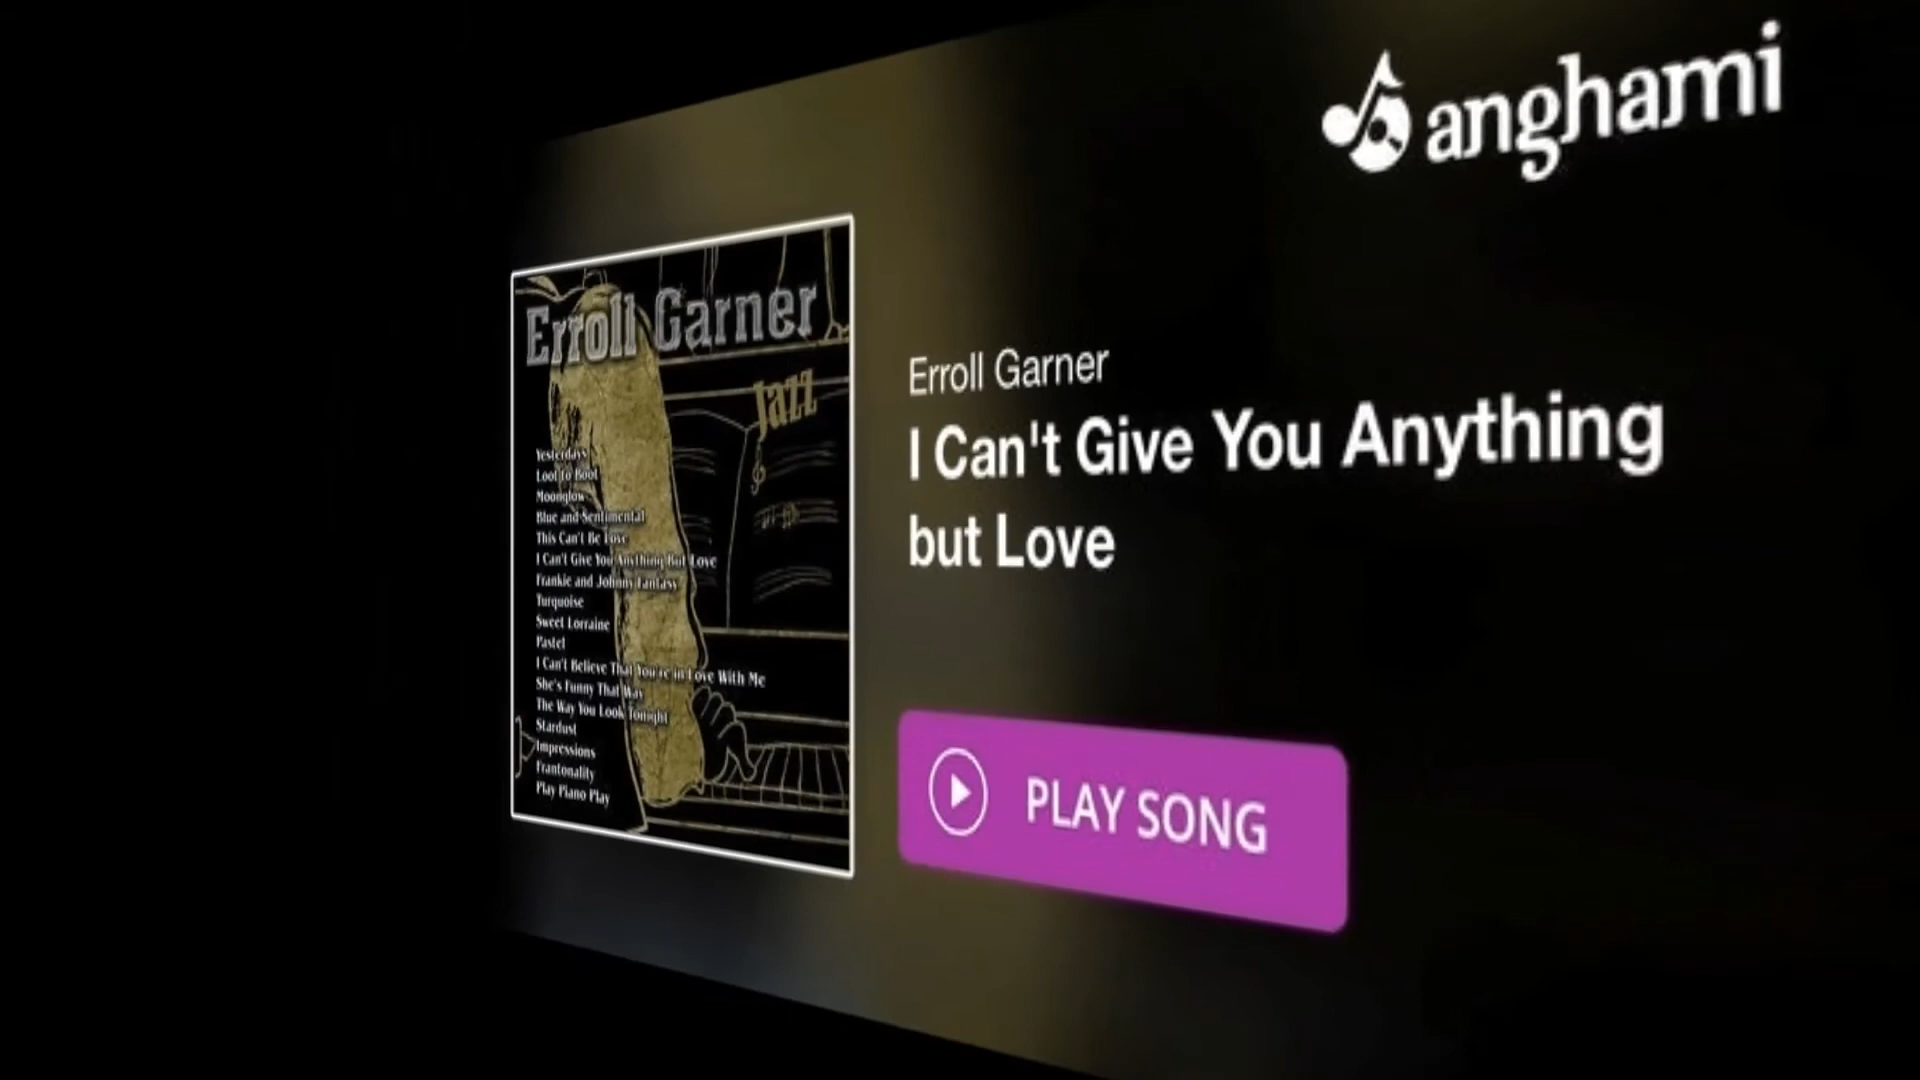 anghami
Erroll Garner
Jazz
Yesterdays
Loot to Boot
Moonglow
Blue and Sentimental
This Can't Be Love
I Can't Give You Anything But Love
Frankie and Johnny Fantasy
Turquoise
Sweet Lorraine
Pastel
I Can't Believe That You're in Love With Me
She's Funny That Way
The Way You Look Tonight
Stardust
Impressions
Frantonality
Play Piano Play
Erroll Garner
I Can't Give You Anything
but Love
PLAY SONG